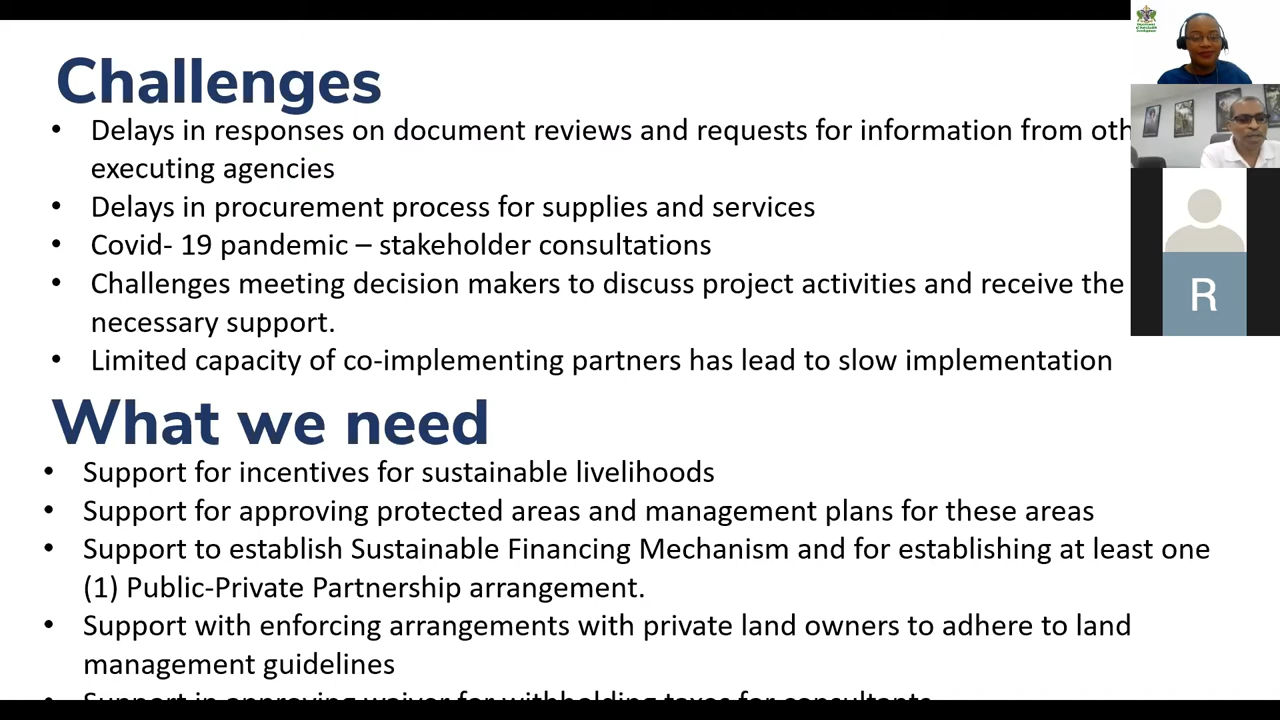 Challenges
• Delays in responses on document reviews and requests for information from oth
executing agencies
• Delays in procurement process for supplies and services
• Covid- 19 pandemic – stakeholder consultations
• Challenges meeting decision makers to discuss project activities and receive the
necessary support.
• Limited capacity of co-implementing partners has lead to slow implementation
What we need
• Support for incentives for sustainable livelihoods
• Support for approving protected areas and management plans for these areas
• Support to establish Sustainable Financing Mechanism and for establishing at least one
(1) Public-Private Partnership arrangement.
• Support with enforcing arrangements with private land owners to adhere to land
management guidelines
• Support in approving waiver for withholding taxes for consultants
R